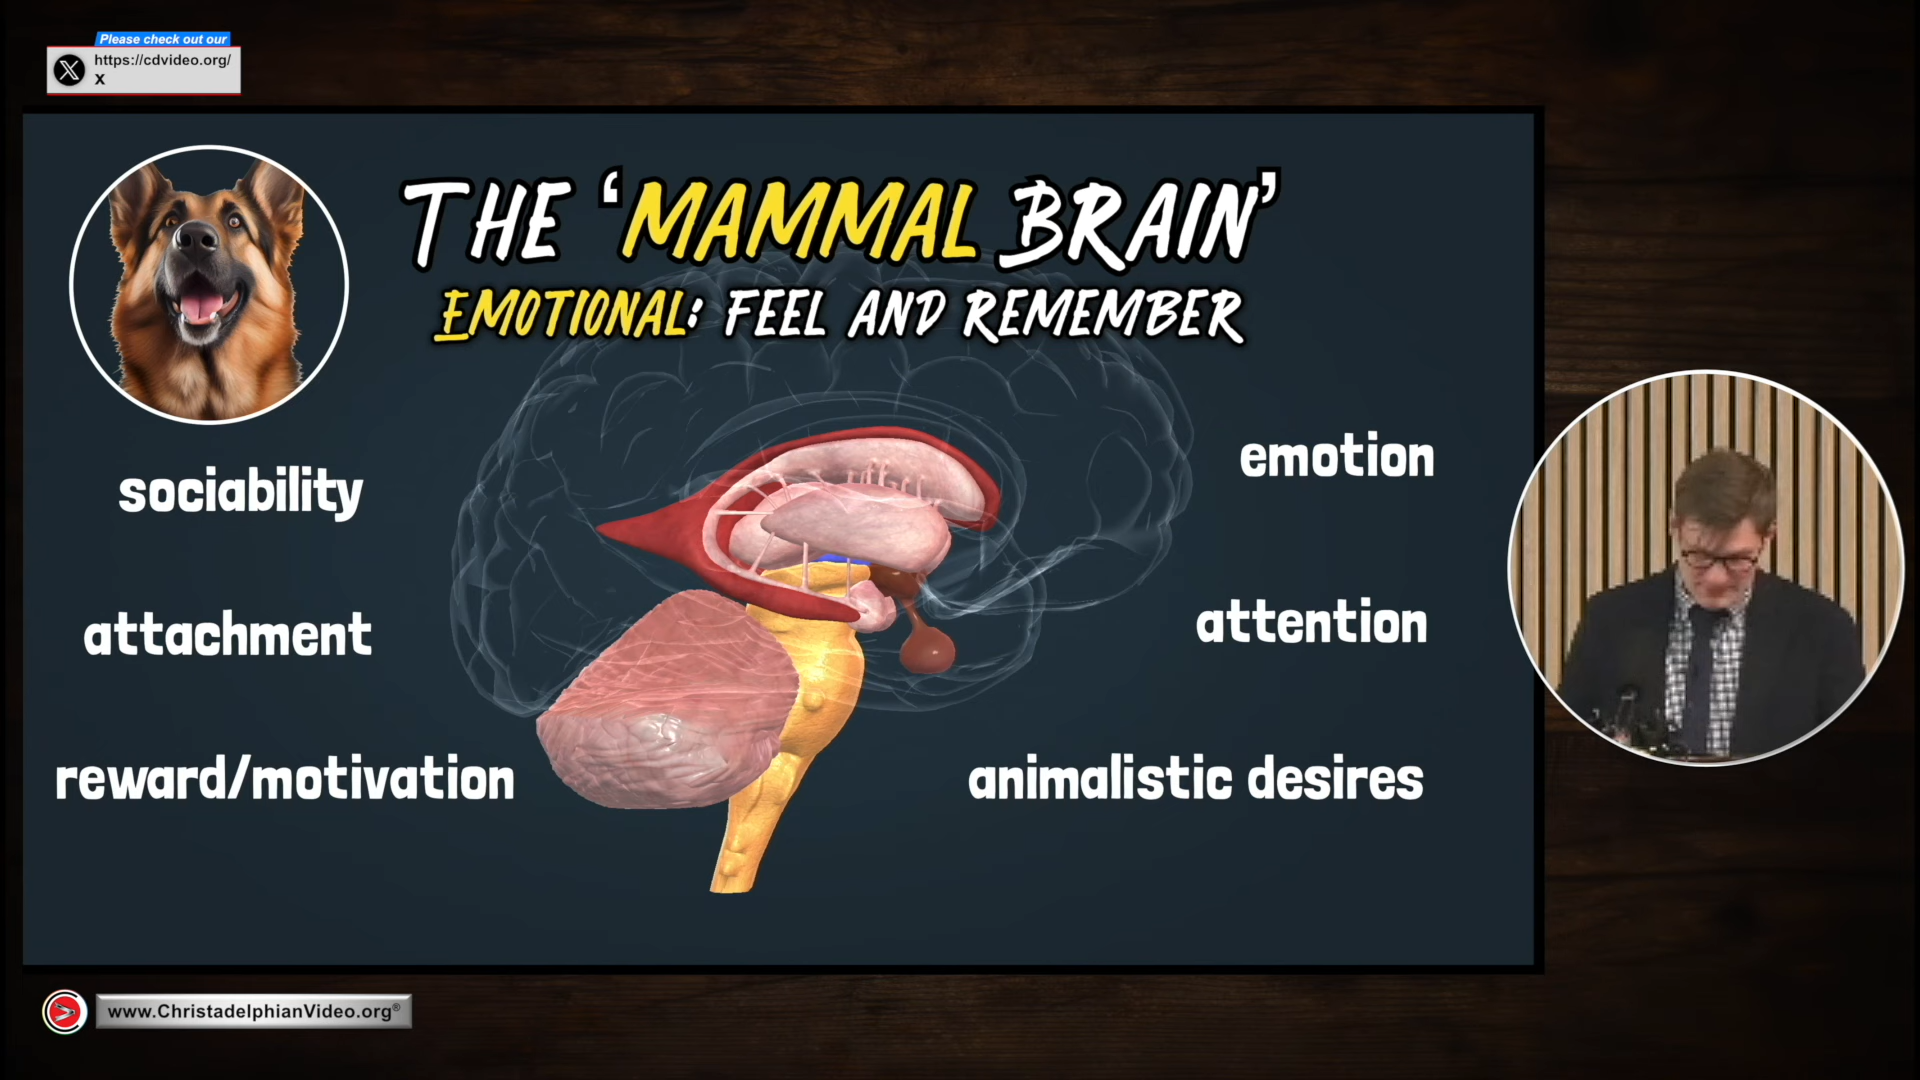 Please check out our
https://cdvideo.org/
X
THE ‘MAMMAL BRAIN’
EMOTIONAL: FEEL AND REMEMBER
sociability
attachment
reward/motivation
emotion
attention
animalistic desires
www.ChristadelphianVideo.org®